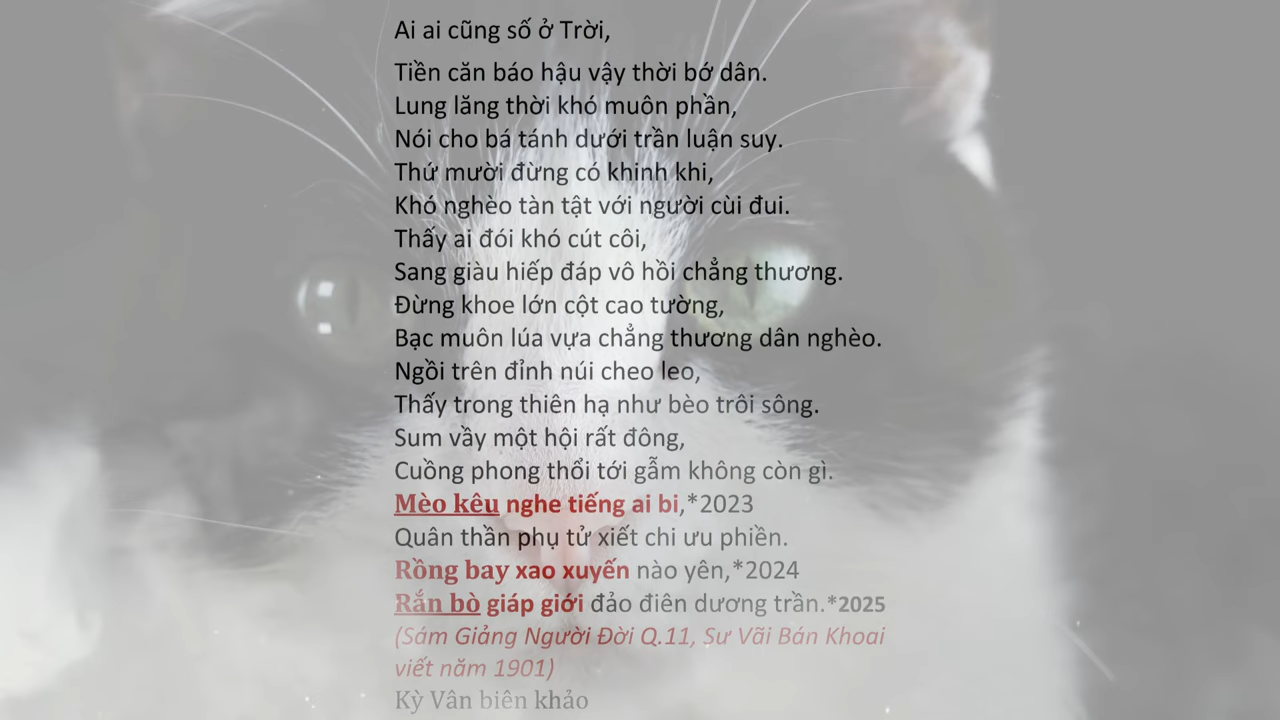 Ai ai cũng số ở Trời,
Tiền căn báo hậu vậy thời bớ dân.
Lung lăng thời khó muôn phần,
Nói cho bá tánh dưới trần luận suy.
Thứ mười đừng có khinh khi,
Khó nghèo tàn tật với người cùi đui.
Thấy ai đói khó cút côi,
Sang giàu hiếp đáp vô hồi chẳng thương.
Đừng khoe lớn cột cao tường,
Bạc muôn lúa vựa chẳng thương dân nghèo.
Ngồi trên đỉnh núi cheo leo,
Thấy trong thiên hạ như bèo trôi sông.
Sum vầy một hội rất đông,
Cuồng phong thổi tới gẫm không còn gì.
Mèo kêu nghe tiếng ai bi,*2023
Quân thần phụ tử xiết chi ưu phiền.
Rồng bay xao xuyến nào yên,*2024
Rắn bò giáp giới đảo điên dương trần.*2025
(Sám Giảng Người Đời Q.11, Sư Vãi Bán Khoai
viết năm 1901)
Kỳ Vân biên khảo